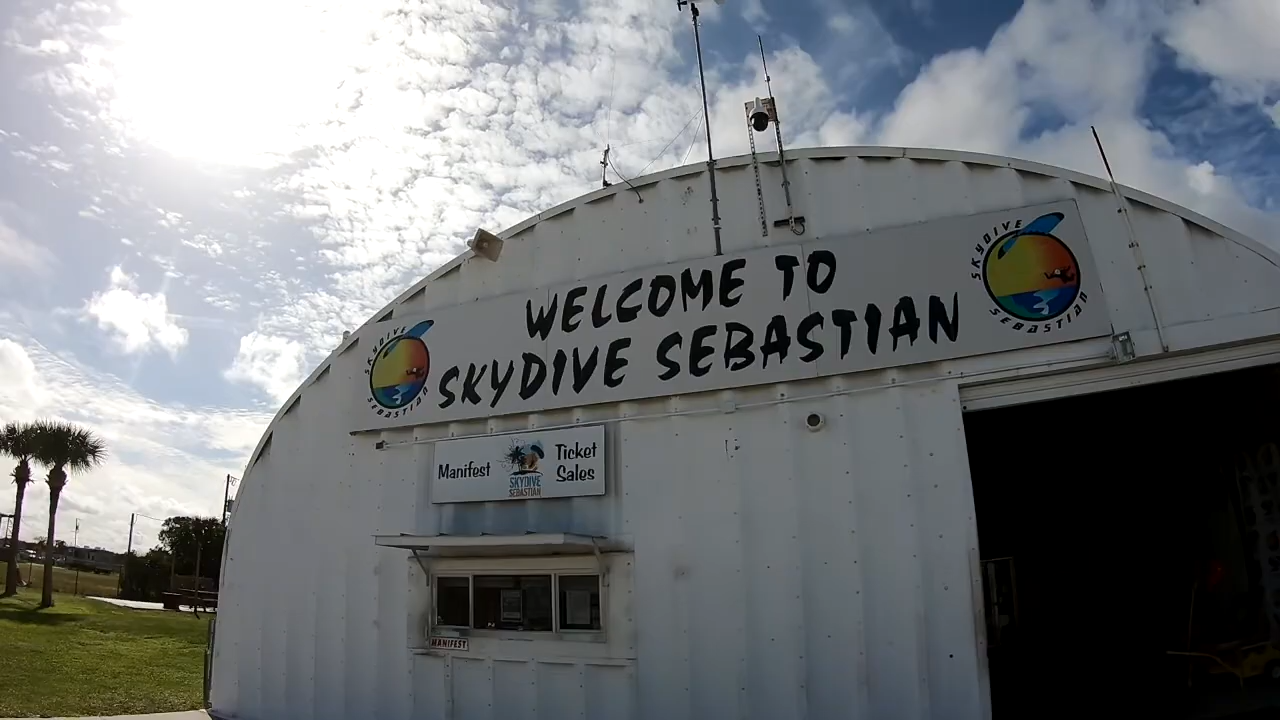 WELCOME TO
SKYDIVE SEBASTIAN
SKYDIVE
SEBASTIAN
SKYDIVE
SEBASTIAN
Manifest
SKYDIVE
SEBASTIAN
Ticket
Sales
MANIFEST